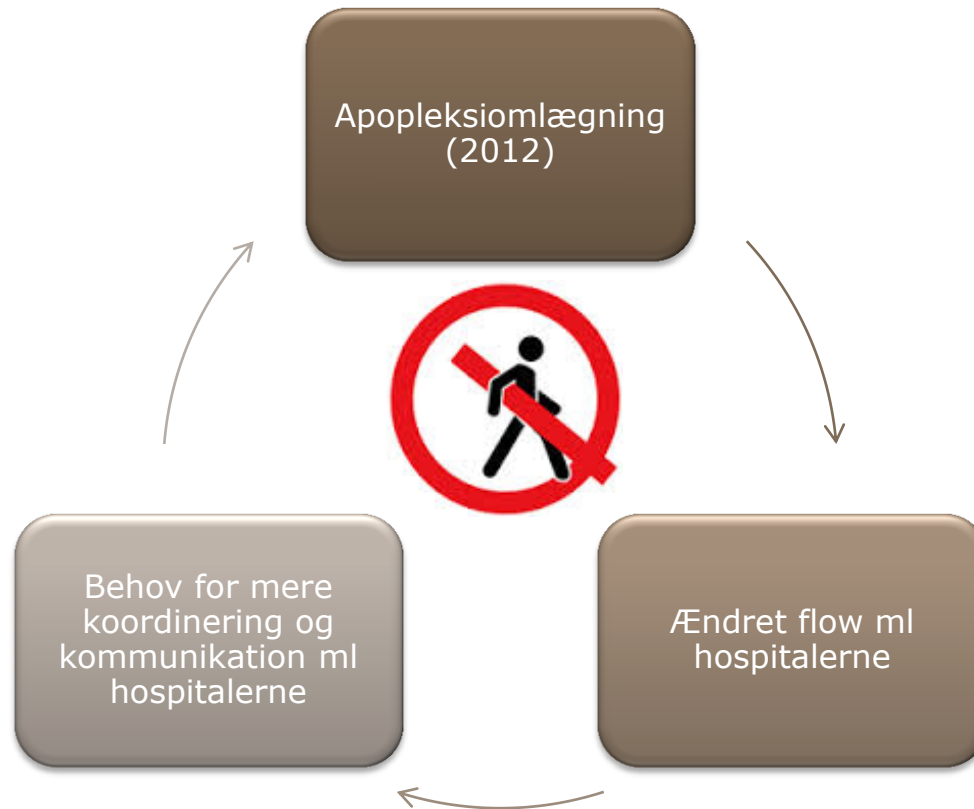 Apopleksiomlægning
(2012)
Ændret flow ml
hospitalerne
Behov for mere
koordinering og
kommunikation ml
hospitalerne